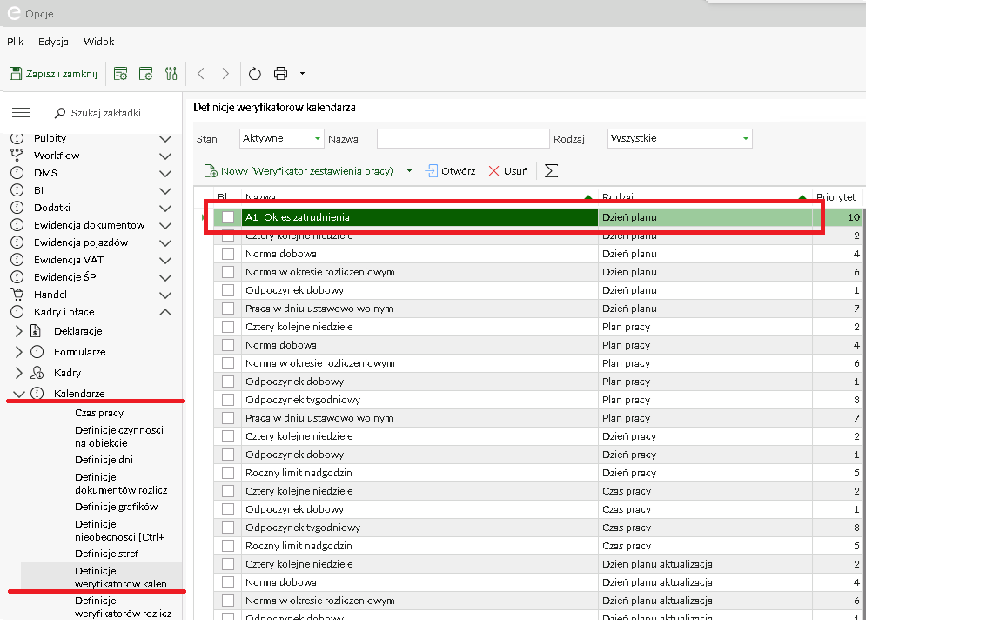 Opcje
Plik Edycja Widok
Zapisz i zamknij
Szukaj zakładki...
Pulpity
Workflow
DMS
BI
Dodatki
Ewidencja dokumentów
Ewidencja pojazdów
Ewidencja VAT
Ewidencje ŚP
Handel
Kadry i płace
Deklaracje
Formularze
Kadry
Kalendarze
Czas pracy
Definicje czynnosci
na obiekcie
Definicje dni
Definicje
dokumentów rozlicz
Definicje grafików
Definicje
nieobecności [Ctrl+
Definicje stref
Definicje
weryfikatorów kalen
Definicje
weryfikatorów rozlicz
Definicje weryfikatorów kalendarza
Stan Aktywne Nazwa Rodzaj Wszystkie
Nowy (Weryfikator zestawienia pracy) Otwórz Usuń
Bl Nazwa Rodzaj Priorytet
A1_Okres zatrudnienia Dzień planu 10
Cztery kolejne niedziele Dzień planu 2
Norma dobowa Dzień planu 4
Norma w okresie rozliczeniowym Dzień planu 6
Odpoczynek dobowy Dzień planu 1
Praca w dniu ustawowo wolnym Dzień planu 7
Cztery kolejne niedziele Plan pracy 2
Norma dobowa Plan pracy 4
Norma w okresie rozliczeniowym Plan pracy 6
Odpoczynek dobowy Plan pracy 1
Odpoczynek tygodniowy Plan pracy 3
Praca w dniu ustawowo wolnym Plan pracy 7
Cztery kolejne niedziele Dzień pracy 2
Odpoczynek dobowy Dzień pracy 1
Roczny limit nadgodzin Dzień pracy 5
Cztery kolejne niedziele Czas pracy 2
Odpoczynek dobowy Czas pracy 1
Odpoczynek tygodniowy Czas pracy 3
Roczny limit nadgodzin Czas pracy 5
Cztery kolejne niedziele Dzień planu aktualizacja 2
Norma dobowa Dzień planu aktualizacja 4
Norma w okresie rozliczeniowym Dzień planu aktualizacja 6
Odpoczynek dobowy Dzień planu aktualizacja 1